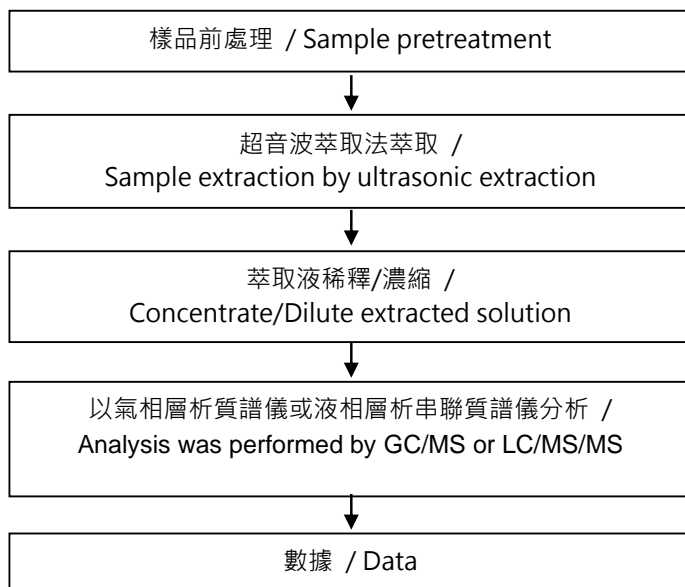 樣品前處理 / Sample pretreatment
超音波萃取法萃取 /
Sample extraction by ultrasonic extraction
萃取液稀釋/濃縮 /
Concentrate/Dilute extracted solution
以氣相層析質譜儀或液相層析串聯質譜儀分析 /
Analysis was performed by GC/MS or LC/MS/MS
數據 / Data